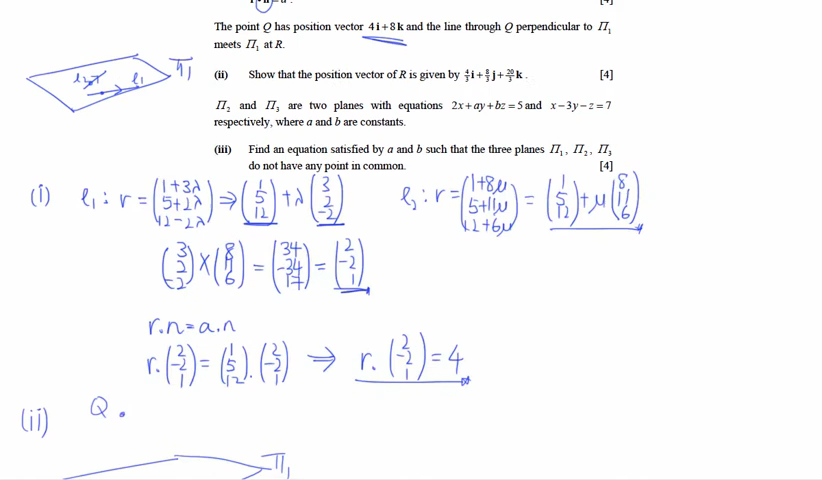 r·n = a. [4]
The point Q has position vector 4i+8k and the line through Q perpendicular to Π₁
meets Π₁ at R.
(ii) Show that the position vector of R is given by 4/3 i + 8/3 j + 20/3 k. [4]
Π₂ and Π₃ are two planes with equations 2x+ay+bz=5 and x−3y−z=7
respectively, where a and b are constants.
(iii) Find an equation satisfied by a and b such that the three planes Π₁, Π₂, Π₃
do not have any point in common. [4]
l₂ l₁ Π₁
(i) l₁ : r = (1+3λ, 5+2λ, 12−2λ) ⇒ (1, 5, 12) + λ (3, 2, −2) l₂ : r = (1+8μ, 5+11μ, 12+6μ) = (1, 5, 12) + μ (8, 11, 6)
(3, 2, −2) × (8, 11, 6) = (34, −34, 17) = (2, −2, 1)
r.n = a.n
r. (2, −2, 1) = (1, 5, 12) . (2, −2, 1) ⇒ r. (2, −2, 1) = 4
(ii) Q .
Π₁